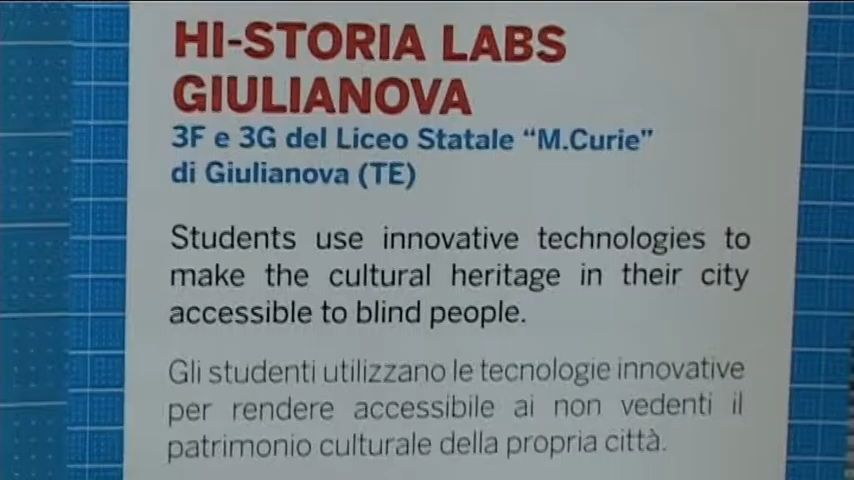 HI-STORIA LABS
GIULIANOVA
3F e 3G del Liceo Statale “M.Curie”
di Giulianova (TE)
Students use innovative technologies to
make the cultural heritage in their city
accessible to blind people.
Gli studenti utilizzano le tecnologie innovative
per rendere accessibile ai non vedenti il
patrimonio culturale della propria città.